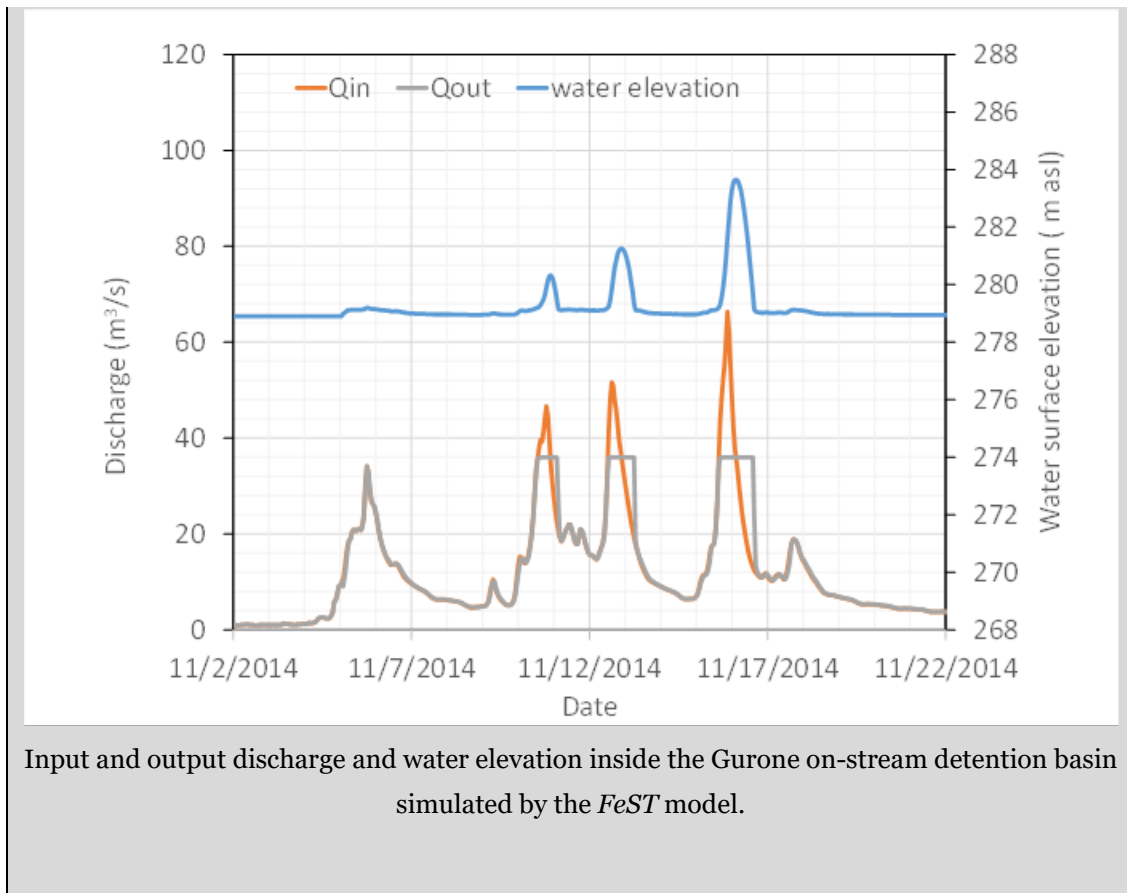 120
100
80
60
40
20
0
Discharge (m³/s)
Qin Qout water elevation
288
286
284
282
280
278
276
274
272
270
268
Water surface elevation ( m asl)
11/2/2014 11/7/2014 11/12/2014 11/17/2014 11/22/2014
Date
Input and output discharge and water elevation inside the Gurone on-stream detention basin
simulated by the FeST model.